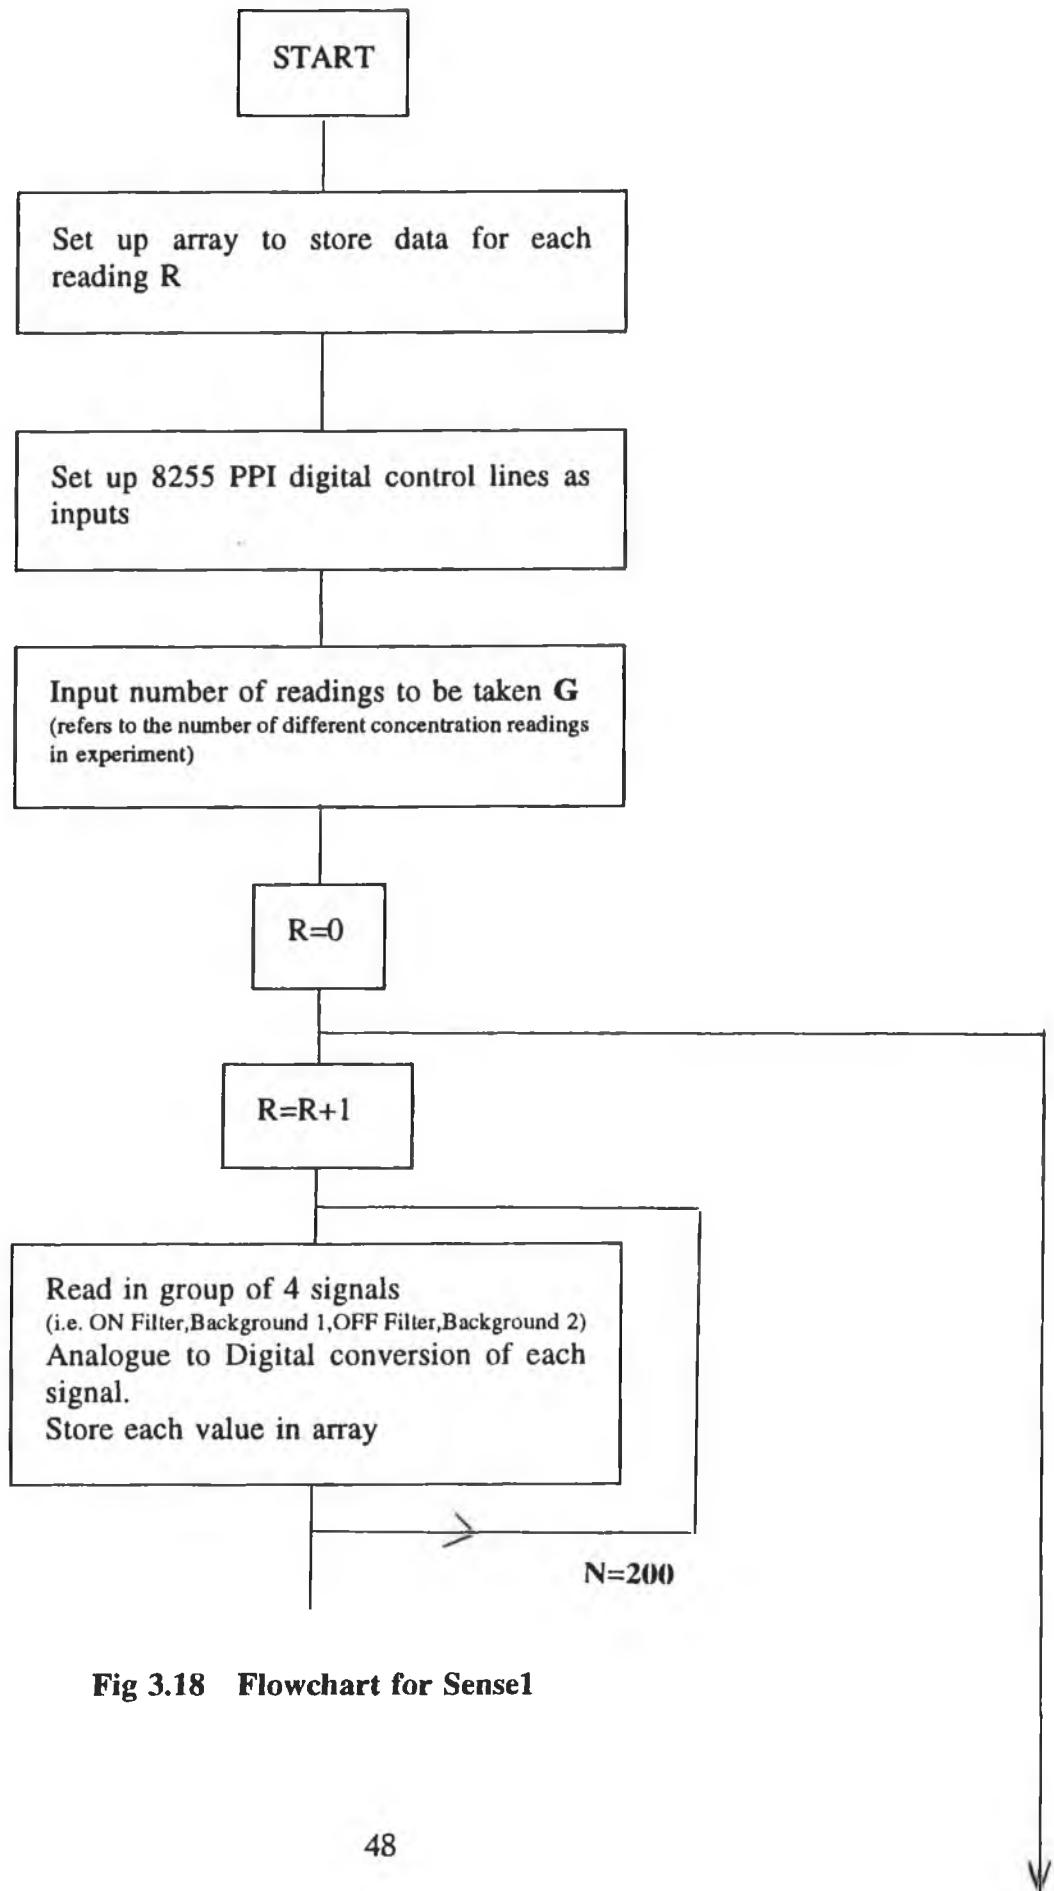 START
Set up array to store data for each
reading R
Set up 8255 PPI digital control lines as
inputs
Input number of readings to be taken G
(refers to the number of different concentration readings
in experiment)
R=0
R=R+1
Read in group of 4 signals
(i.e. ON Filter,Background 1,OFF Filter,Background 2)
Analogue to Digital conversion of each
signal.
Store each value in array
N=200
Fig 3.18 Flowchart for Sense1
48